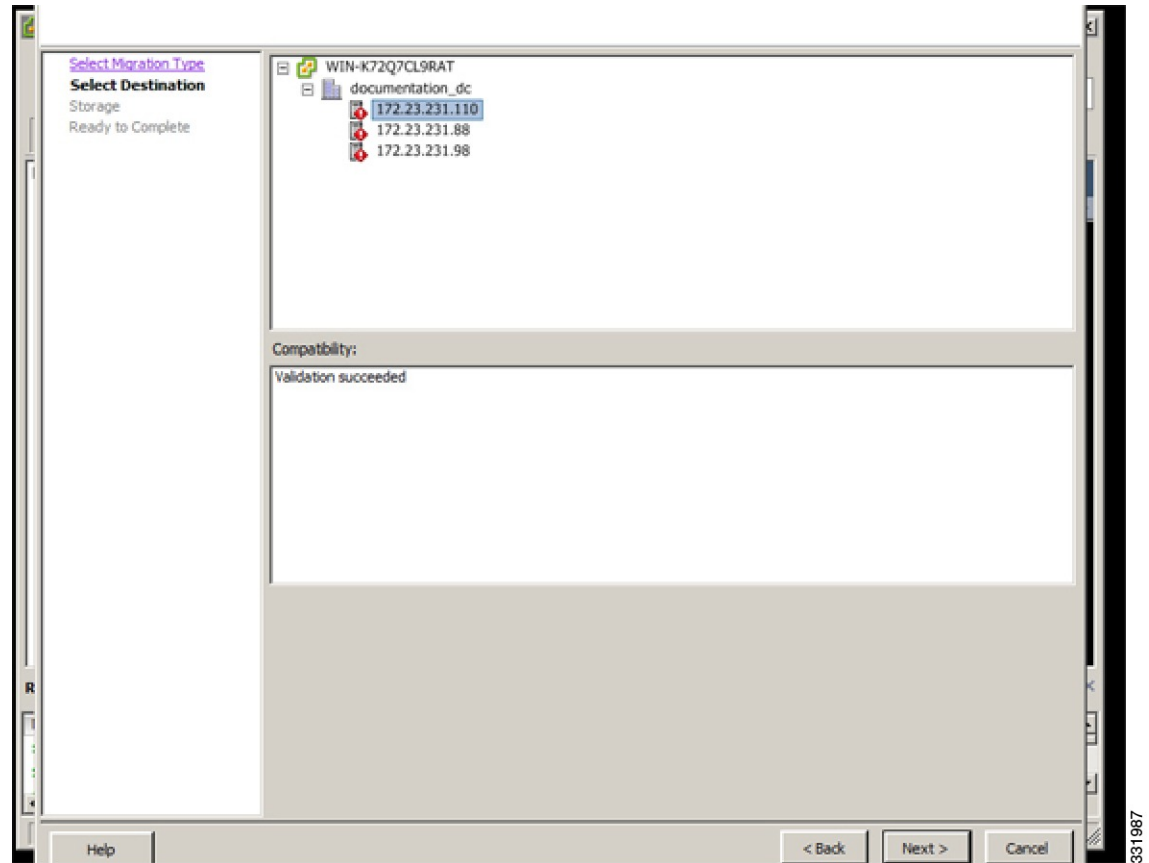 Select Migration Type
Select Destination
Storage
Ready to Complete
WIN-K72Q7CL9RAT
documentation_dc
172.23.231.110
172.23.231.88
172.23.231.98
Compatibility:
Validation succeeded
R
Help
< Back
Next >
Cancel
331987